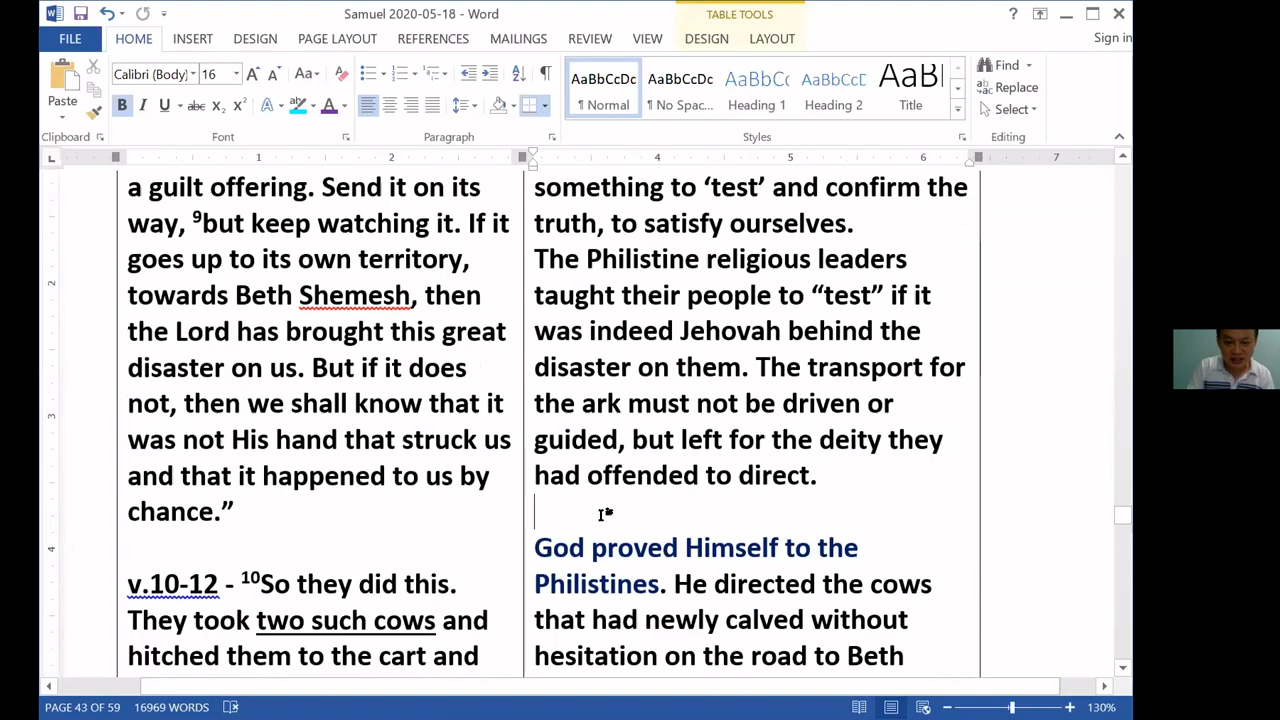 Samuel 2020-05-18 - Word
TABLE TOOLS
?
FILE
HOME
INSERT
DESIGN
PAGE LAYOUT
REFERENCES
MAILINGS
REVIEW
VIEW
DESIGN
LAYOUT
Sign in
Paste
Calibri (Body)
16
Clipboard
Font
Paragraph
AaBbCcDc
¶ Normal
AaBbCcDc
¶ No Spac...
AaBbCc
Heading 1
AaBbCcD
Heading 2
AaBl
Title
Styles
Find
Replace
Select
Editing
1
2
4
5
6
7
a guilt offering. Send it on its
way, 9but keep watching it. If it
goes up to its own territory,
towards Beth Shemesh, then
the Lord has brought this great
disaster on us. But if it does
not, then we shall know that it
was not His hand that struck us
and that it happened to us by
chance.”
v.10-12 - 10So they did this.
They took two such cows and
hitched them to the cart and
something to ‘test’ and confirm the
truth, to satisfy ourselves.
The Philistine religious leaders
taught their people to “test” if it
was indeed Jehovah behind the
disaster on them. The transport for
the ark must not be driven or
guided, but left for the deity they
had offended to direct.
God proved Himself to the
Philistines. He directed the cows
that had newly calved without
hesitation on the road to Beth
2
3
4
PAGE 43 OF 59
16969 WORDS
130%